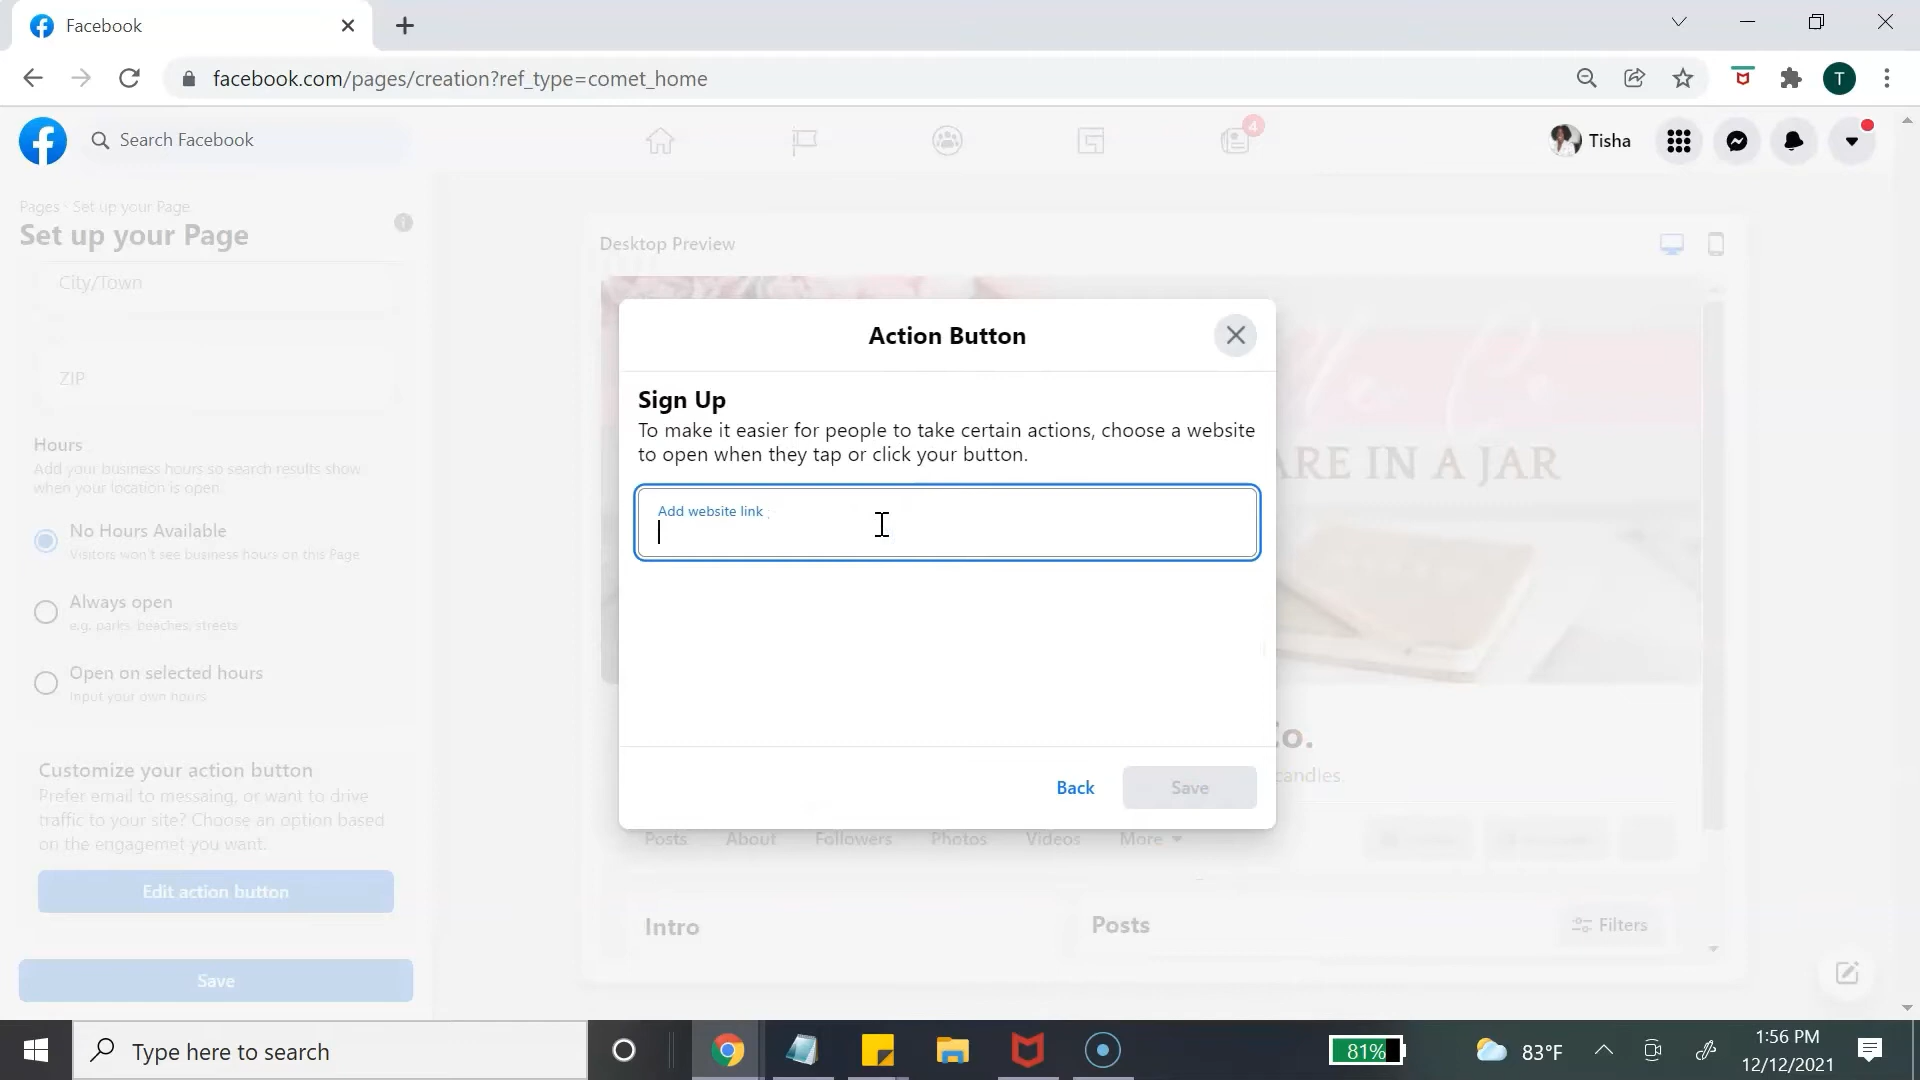 Facebook
facebook.com/pages/creation?ref_type=comet_home
T
Search Facebook
4
Tisha
Pages · Set up your Page
Set up your Page
City/Town
ZIP
Hours
Add your business hours so search results show
when your location is open.
No Hours Available
Visitors won't see business hours on this Page
Always open
e.g. parks, beaches, streets
Open on selected hours
Input your own hours
Customize your action button
Prefer email to messaing, or want to drive
traffic to your site? Choose an option based
on the engagemet you want.
Edit action button
Save
Desktop Preview
ARE IN A JAR
Action Button
Sign Up
To make it easier for people to take certain actions, choose a website
to open when they tap or click your button.
Add website link
Back
Save
Co.
candles
Posts
About
Followers
Photos
Videos
More
Intro
Posts
Filters
Type here to search
81%
83°F
1:56 PM
12/12/2021